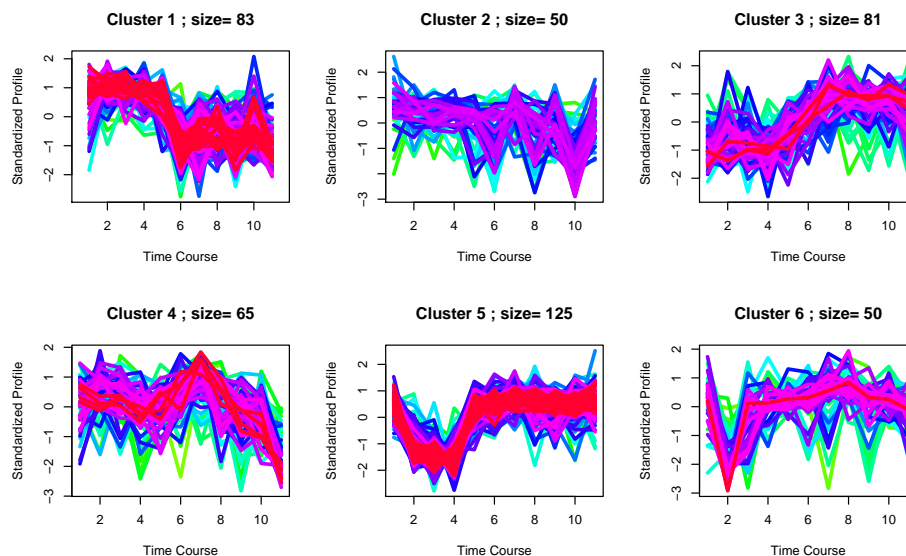 Cluster 1 ; size= 83
Cluster 2 ; size= 50
Cluster 3 ; size= 81
Standardized Profile
2
1
0
−1
−2
2 4 6 8 10
Time Course
Standardized Profile
2
1
0
−1
−3
2 4 6 8 10
Time Course
Standardized Profile
2
1
0
−1
−2
2 4 6 8 10
Time Course
Cluster 4 ; size= 65
Cluster 5 ; size= 125
Cluster 6 ; size= 50
Standardized Profile
2
1
0
−1
−2
−3
2 4 6 8 10
Time Course
Standardized Profile
2
1
0
−1
−2
2 4 6 8 10
Time Course
Standardized Profile
2
1
0
−1
−2
−3
2 4 6 8 10
Time Course